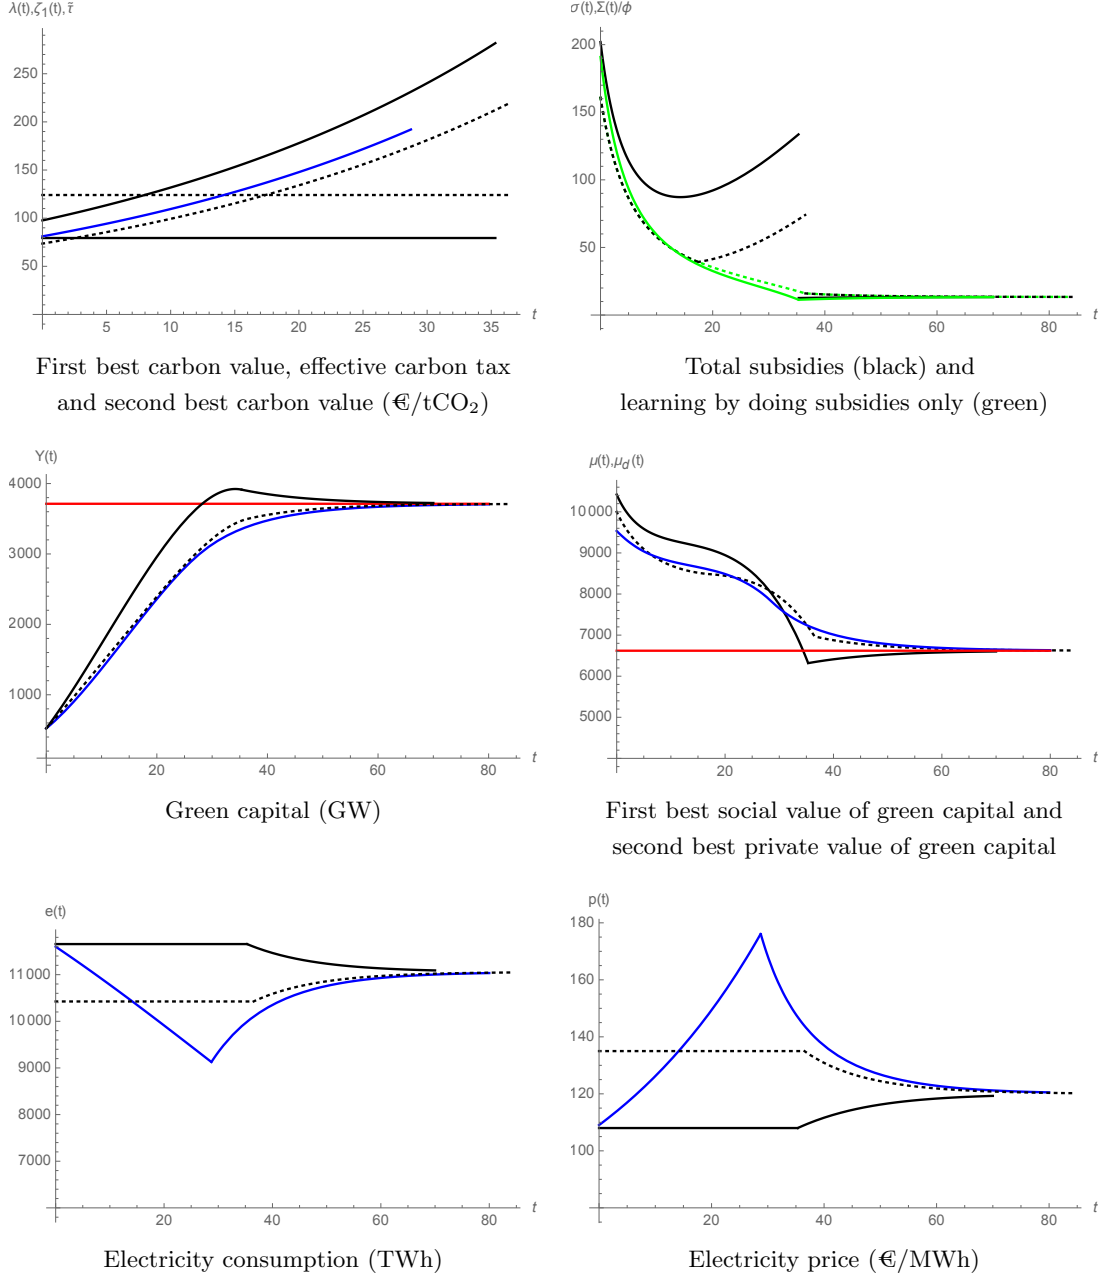 λ(t),ζ₁(t), τ̄
250
200
150
100
50
5 10 15 20 25 30 35 t
First best carbon value, effective carbon tax
and second best carbon value (€/tCO₂)
σ(t),Σ(t)/ϕ
200
150
100
50
20 40 60 80 t
Total subsidies (black) and
learning by doing subsidies only (green)
Y(t)
4000
3000
2000
1000
20 40 60 80 t
Green capital (GW)
μ(t),μ_d(t)
10000
9000
8000
7000
6000
5000
20 40 60 80 t
First best social value of green capital and
second best private value of green capital
e(t)
11000
10000
9000
8000
7000
20 40 60 80 t
Electricity consumption (TWh)
p(t)
180
160
140
120
100
20 40 60 80 t
Electricity price (€/MWh)